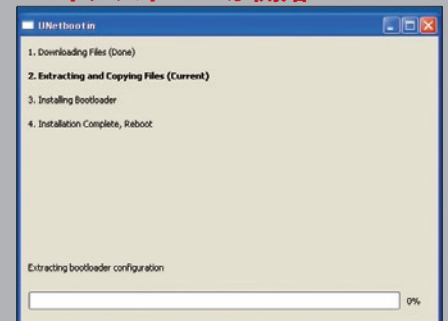 UNetbootin
1. Downloading Files (Done)
2. Extracting and Copying Files (Current)
3. Installing Bootloader
4. Installation Complete, Reboot
Extracting bootloader configuration
0%